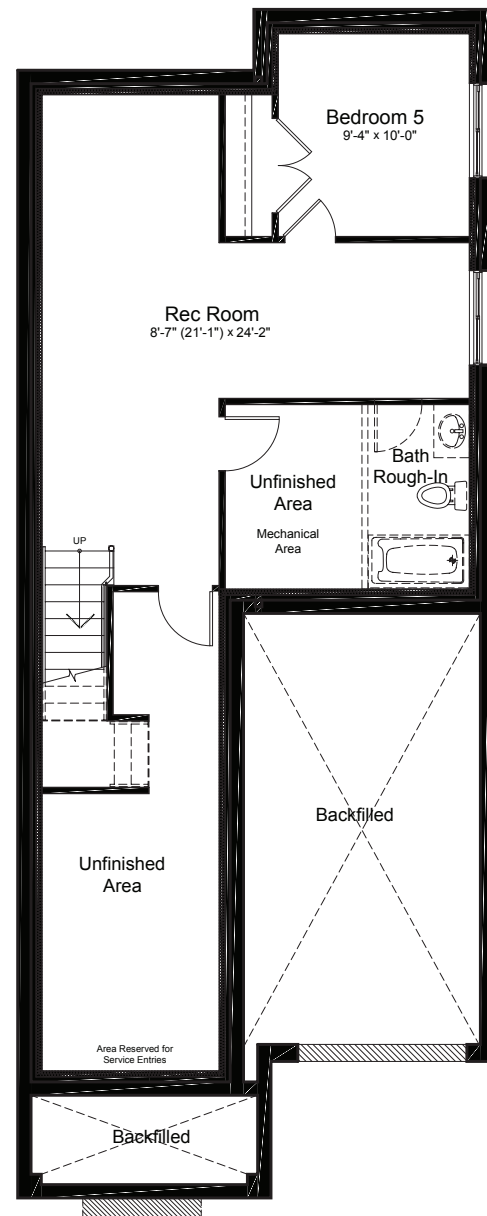 Bedroom 5
9'-4" x 10'-0"
Rec Room
8'-7" (21'-1") x 24'-2"
Bath
Rough-In
Unfinished
Area
Mechanical
Area
UP
Backfilled
Unfinished
Area
Area Reserved for
Service Entries
Backfilled